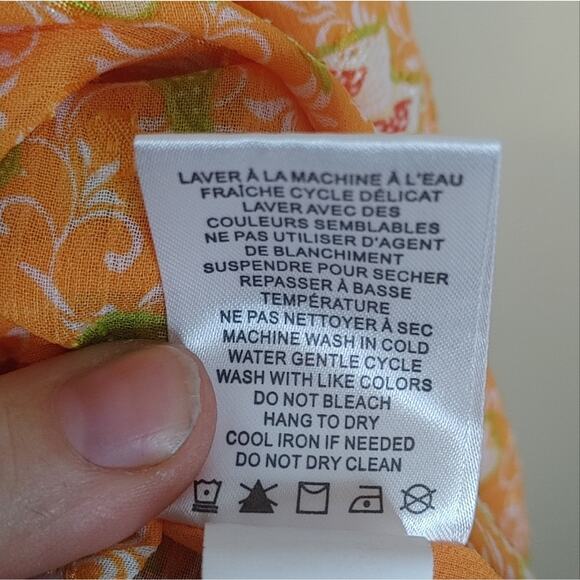 LAVER À LA MACHINE À L'EAU
FRAÎCHE CYCLE DÉLICAT
LAVER AVEC DES
COULEURS SEMBLABLES
NE PAS UTILISER D'AGENT
DE BLANCHIMENT
SUSPENDRE POUR SECHER
REPASSER À BASSE
TEMPÉRATURE
NE PAS NETTOYER À SEC
MACHINE WASH IN COLD
WATER GENTLE CYCLE
WASH WITH LIKE COLORS
DO NOT BLEACH
HANG TO DRY
COOL IRON IF NEEDED
DO NOT DRY CLEAN